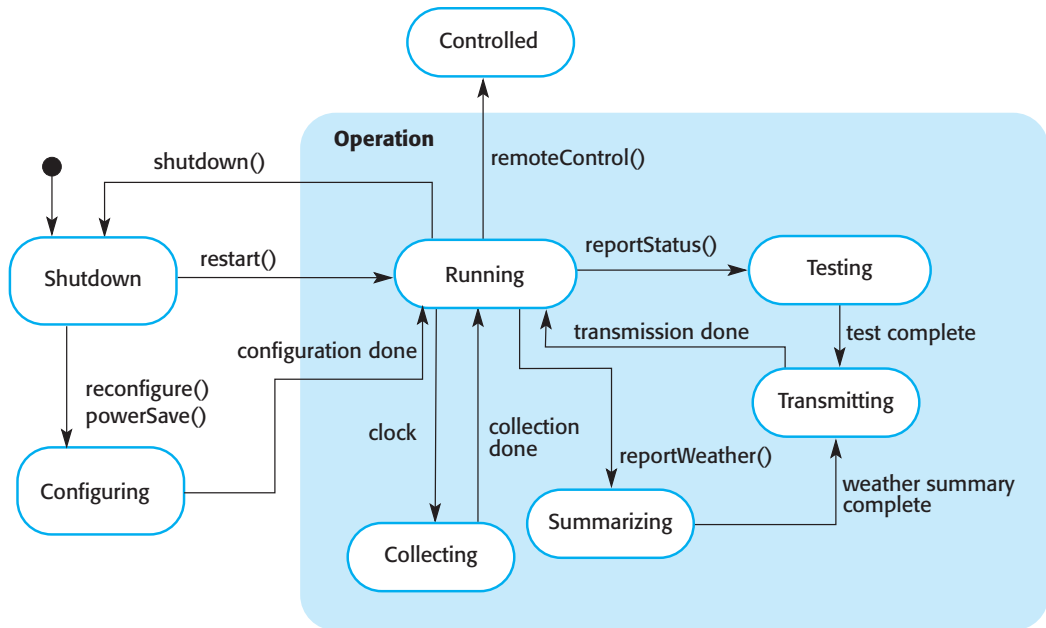 Controlled
Operation
shutdown()
remoteControl()
reportStatus()
restart()
Shutdown
Running
Testing
transmission done
test complete
configuration done
reconfigure()
powerSave()
Transmitting
clock
collection
done
reportWeather()
Configuring
weather summary
complete
Summarizing
Collecting